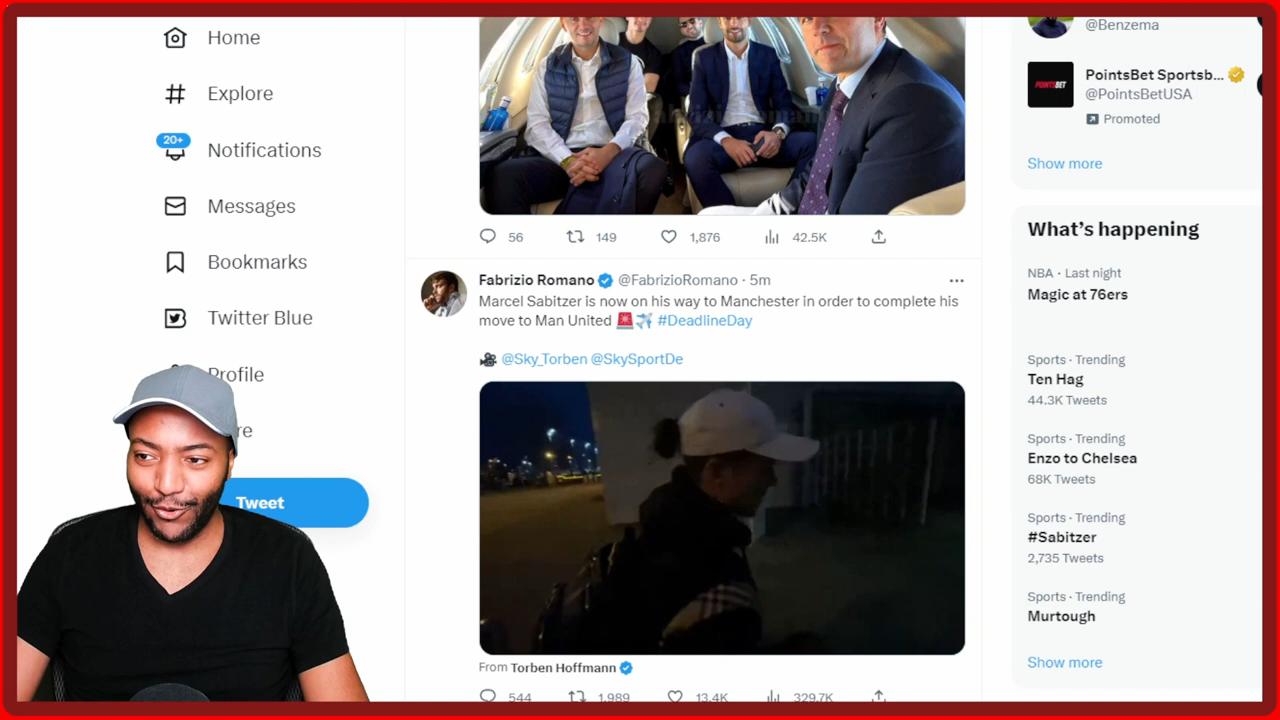 Home
Explore
20+
Notifications
Messages
Bookmarks
Twitter Blue
Profile
Tweet
56
149
1,876
42.5K
Fabrizio Romano @FabrizioRomano · 5m
Marcel Sabitzer is now on his way to Manchester in order to complete his
move to Man United #DeadlineDay
@Sky_Torben @SkySportDe
From Torben Hoffmann
544
1,989
13.4K
329.7K
@Benzema
POINTSBET
PointsBet Sportsb...
@PointsBetUSA
Promoted
Show more
What's happening
NBA · Last night
Magic at 76ers
Sports · Trending
Ten Hag
44.3K Tweets
Sports · Trending
Enzo to Chelsea
68K Tweets
Sports · Trending
#Sabitzer
2,735 Tweets
Sports · Trending
Murtough
Show more